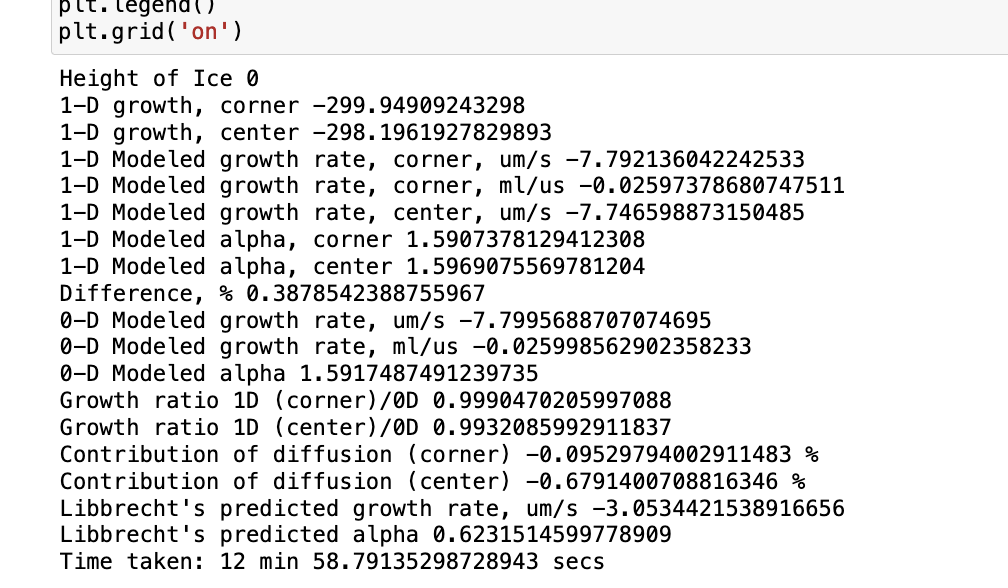 plt.legend()
plt.grid('on')
Height of Ice 0
1-D growth, corner -299.94909243298
1-D growth, center -298.1961927829893
1-D Modeled growth rate, corner, um/s -7.792136042242533
1-D Modeled growth rate, corner, ml/us -0.02597378680747511
1-D Modeled growth rate, center, um/s -7.746598873150485
1-D Modeled alpha, corner 1.5907378129412308
1-D Modeled alpha, center 1.5969075569781204
Difference, % 0.3878542388755967
0-D Modeled growth rate, um/s -7.7995688707074695
0-D Modeled growth rate, ml/us -0.025998562902358233
0-D Modeled alpha 1.5917487491239735
Growth ratio 1D (corner)/0D 0.9990470205997088
Growth ratio 1D (center)/0D 0.9932085992911837
Contribution of diffusion (corner) -0.09529794002911483 %
Contribution of diffusion (center) -0.6791400708816346 %
Libbrecht's predicted growth rate, um/s -3.0534421538916656
Libbrecht's predicted alpha 0.6231514599778909
Time taken: 12 min 58.79135298728943 secs